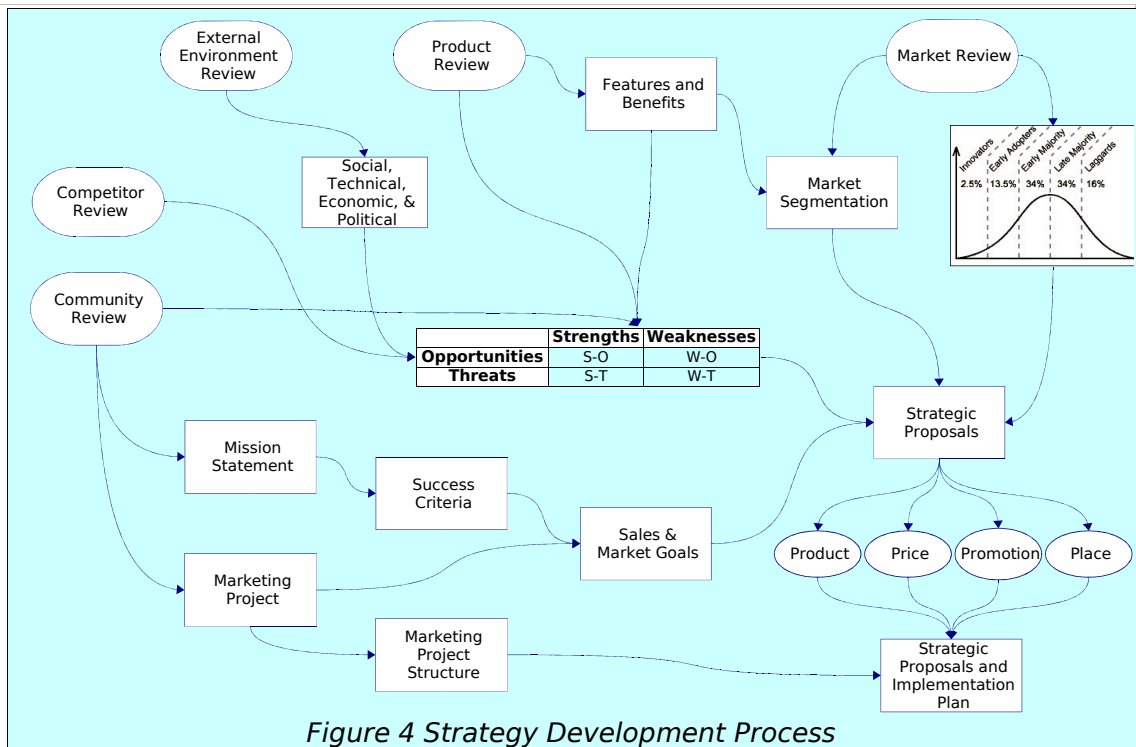 External
Environment
Review
Product
Review
Market Review
Features and
Benefits
Innovators
Early Adopters
Early Majority
Late Majority
Laggards
2.5% 13.5% 34% 34% 16%
Social,
Technical,
Economic, &
Political
Market
Segmentation
Competitor
Review
Community
Review
Strengths Weaknesses
Opportunities S-O W-O
Threats S-T W-T
Strategic
Proposals
Mission
Statement
Success
Criteria
Sales &
Market Goals
Product Price Promotion Place
Marketing
Project
Marketing
Project
Structure
Strategic
Proposals and
Implementation
Plan
Figure 4 Strategy Development Process